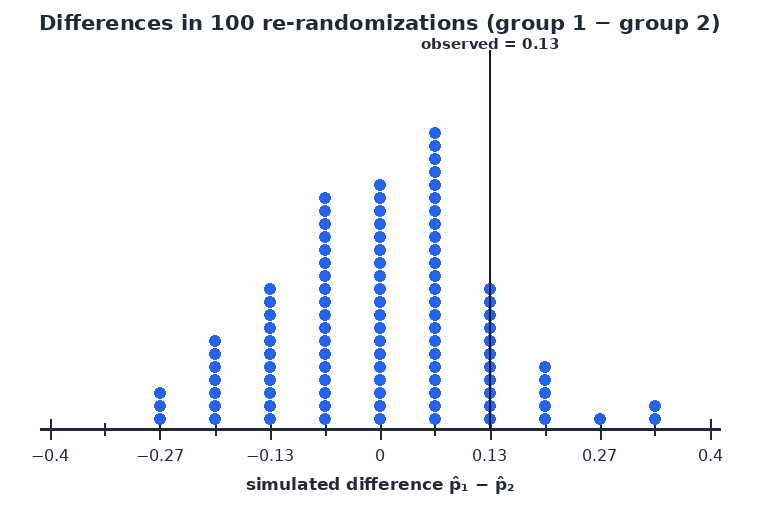 Differences in 100 re-randomizations (group 1 − group 2)
observed = 0.13
−0.4 −0.27 −0.13 0 0.13 0.27 0.4
simulated difference p̂₁ − p̂₂